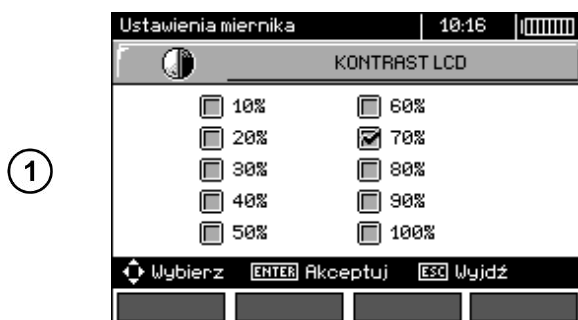 Ustawienia miernika 10:16
KONTRAST LCD
1
10% 60%
20% 70%
30% 80%
40% 90%
50% 100%
Wybierz ENTER Akceptuj ESC Wyjdź